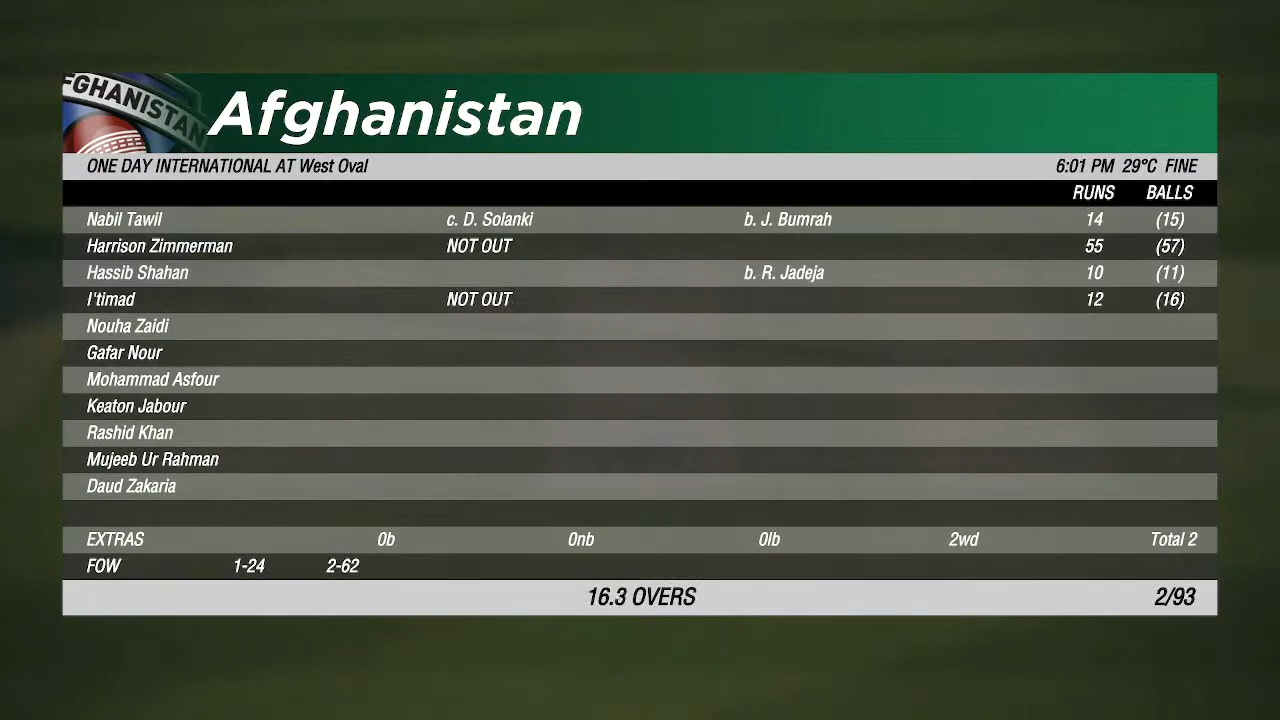 AFGHANISTAN
Afghanistan
ONE DAY INTERNATIONAL AT West Oval 6:01 PM 29°C FINE
RUNS BALLS
Nabil Tawil c. D. Solanki b. J. Bumrah 14 (15)
Harrison Zimmerman NOT OUT 55 (57)
Hassib Shahan b. R. Jadeja 10 (11)
I'timad NOT OUT 12 (16)
Nouha Zaidi
Gafar Nour
Mohammad Asfour
Keaton Jabour
Rashid Khan
Mujeeb Ur Rahman
Daud Zakaria
EXTRAS 0b 0nb 0lb 2wd Total 2
FOW 1-24 2-62
16.3 OVERS 2/93